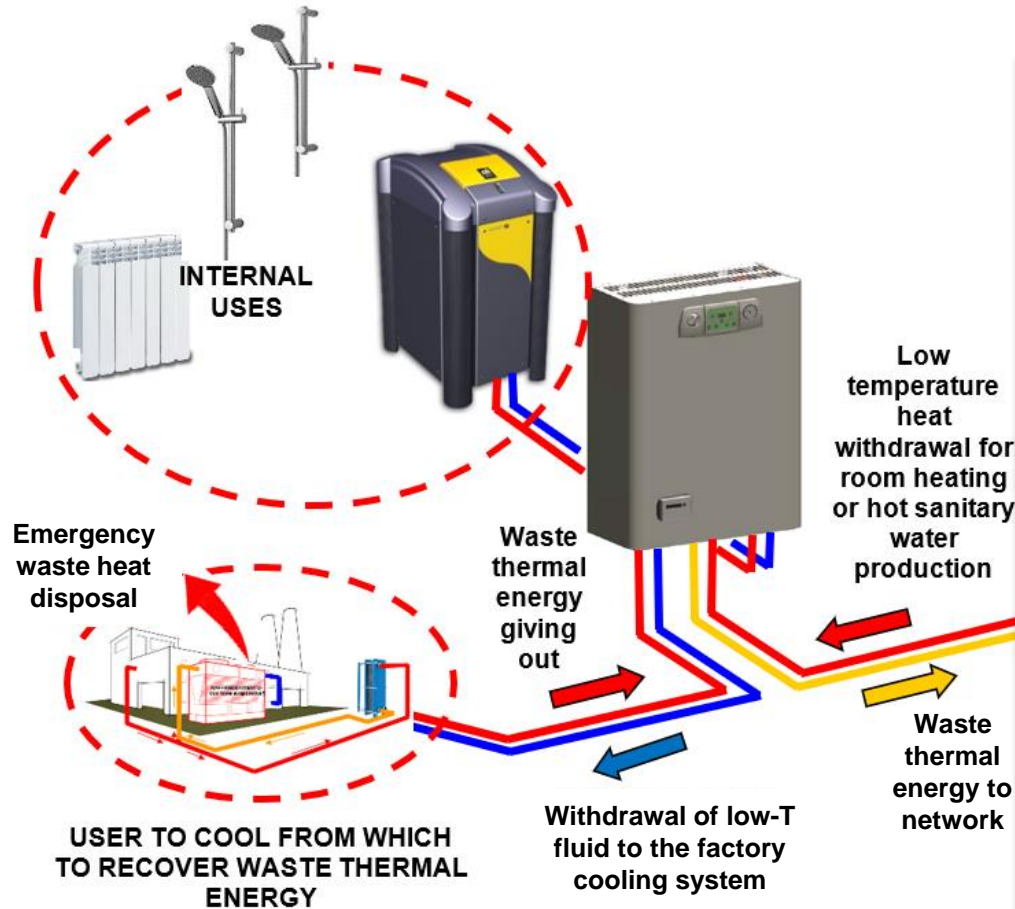 INTERNAL
USES
Low
temperature
heat
withdrawal for
room heating
or hot sanitary
water
production
Emergency
waste heat
disposal
Waste
thermal
energy
giving
out
Waste
thermal
energy to
network
Withdrawal of low-T
fluid to the factory
cooling system
USER TO COOL FROM WHICH
TO RECOVER WASTE THERMAL
ENERGY